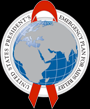 UNITED STATES PRESIDENT'S
EMERGENCY PLAN FOR AIDS RELIEF